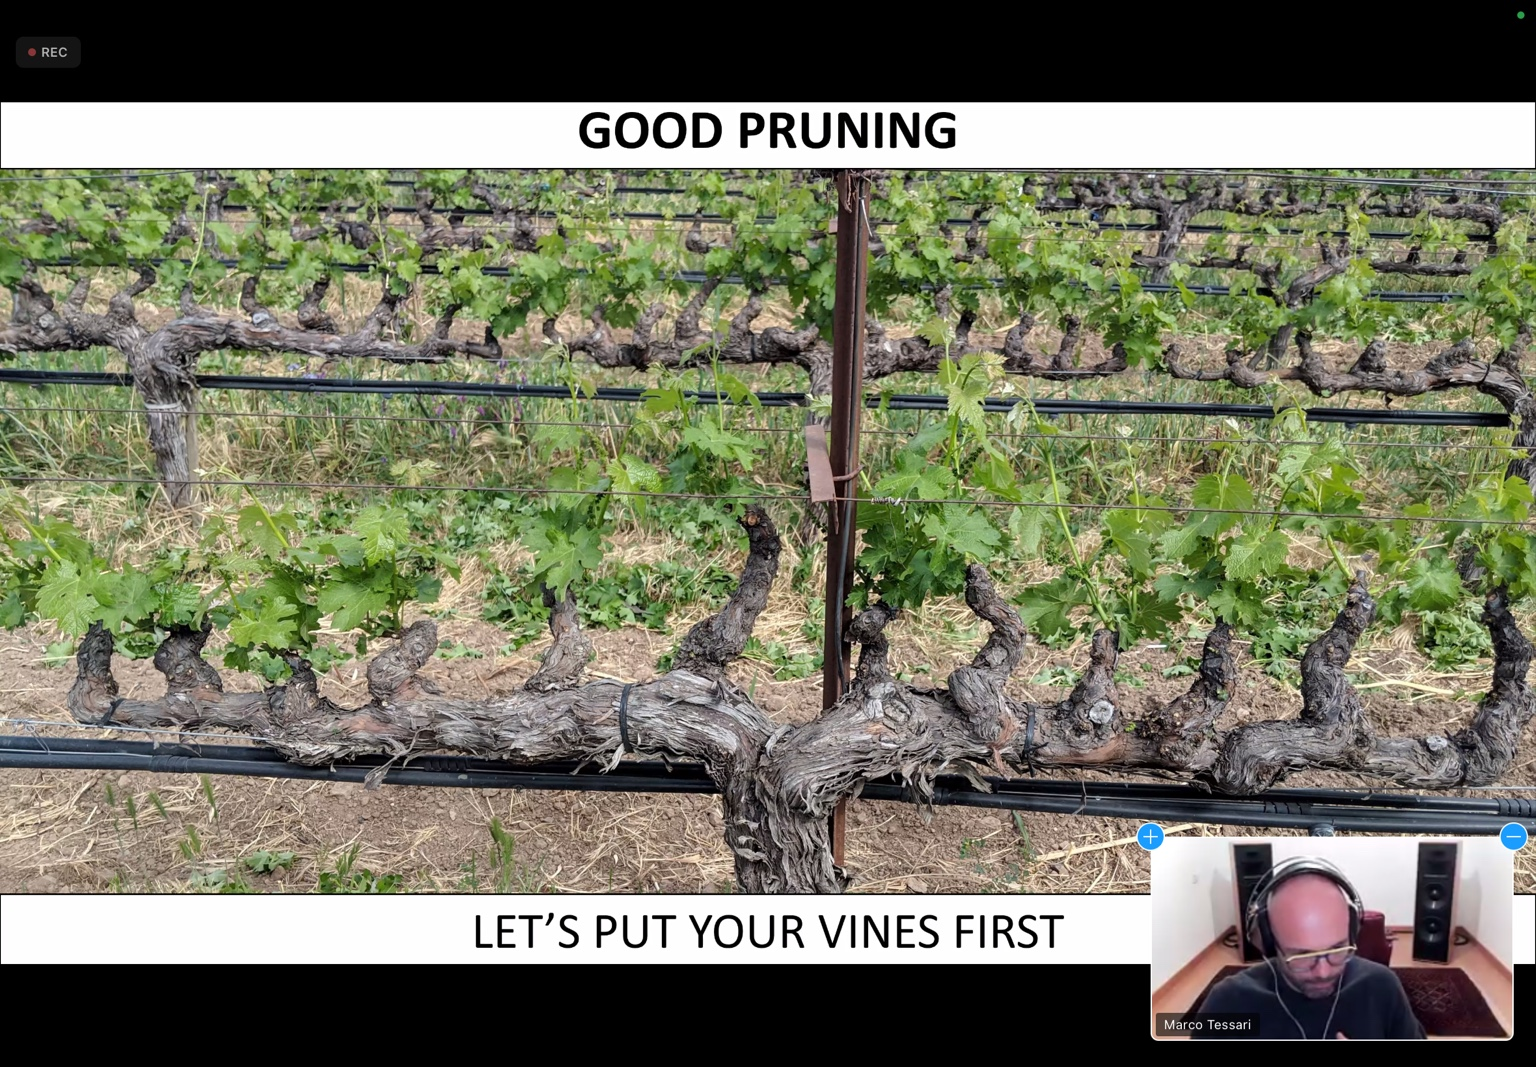 REC
GOOD PRUNING
LET’S PUT YOUR VINES FIRST
Marco Tessari